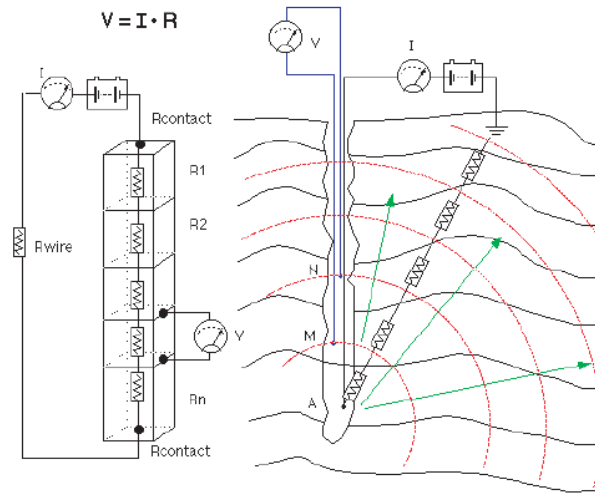 V = I • R
I
Rcontact
R1
R2
Rwire
V
Rn
Rcontact
V
I
N
M
A